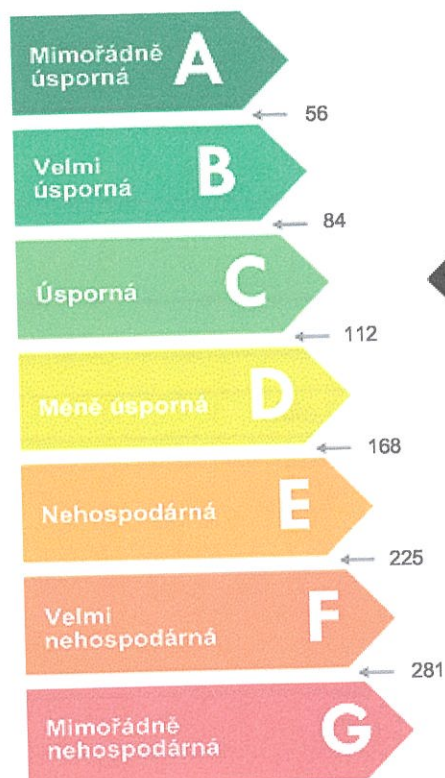 Mimořádně
úsporná
A
56
Velmi
úsporná
B
84
Úsporná
C
112
Méně úsporná
D
168
Nehospodárná
E
225
Velmi
nehospodárná
F
281
Mimořádně
nehospodárná
G